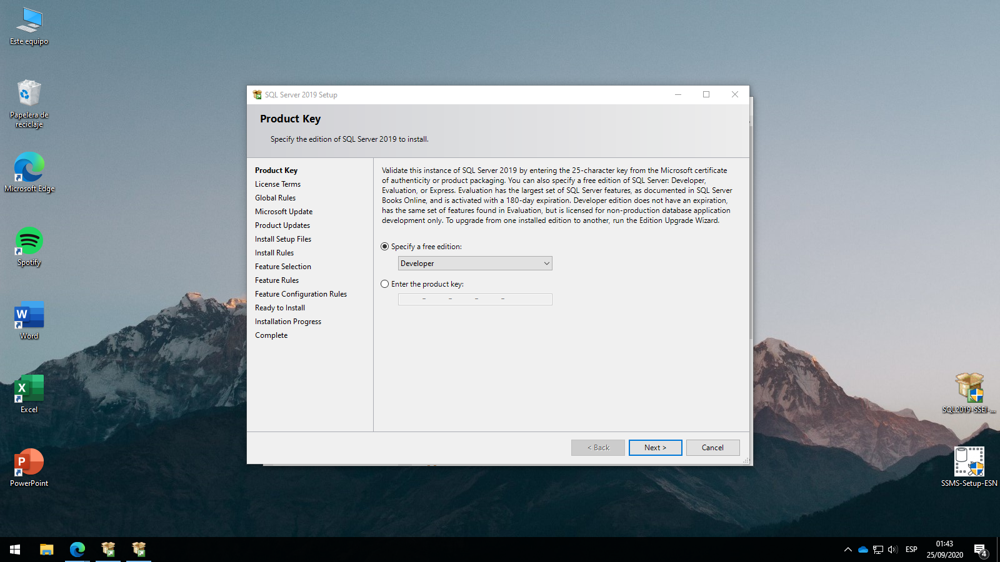 Este equipo
Papelera de
reciclaje
Microsoft Edge
Spotify
Word
Excel
PowerPoint
SQL Server 2019 Setup
Product Key
Specify the edition of SQL Server 2019 to install.
Product Key
License Terms
Global Rules
Microsoft Update
Product Updates
Install Setup Files
Install Rules
Feature Selection
Feature Rules
Feature Configuration Rules
Ready to Install
Installation Progress
Complete
Validate this instance of SQL Server 2019 by entering the 25-character key from the Microsoft certificate
of authenticity or product packaging. You can also specify a free edition of SQL Server: Developer,
Evaluation, or Express. Evaluation has the largest set of SQL Server features, as documented in SQL Server
Books Online, and is activated with a 180-day expiration. Developer edition does not have an expiration,
has the same set of features found in Evaluation, but is licensed for non-production database application
development only. To upgrade from one installed edition to another, run the Edition Upgrade Wizard.
Specify a free edition:
Developer
Enter the product key:
- - - -
< Back
Next >
Cancel
SQL2019-SSEI-...
SSMS-Setup-ESN
ESP
01:43
25/09/2020
4